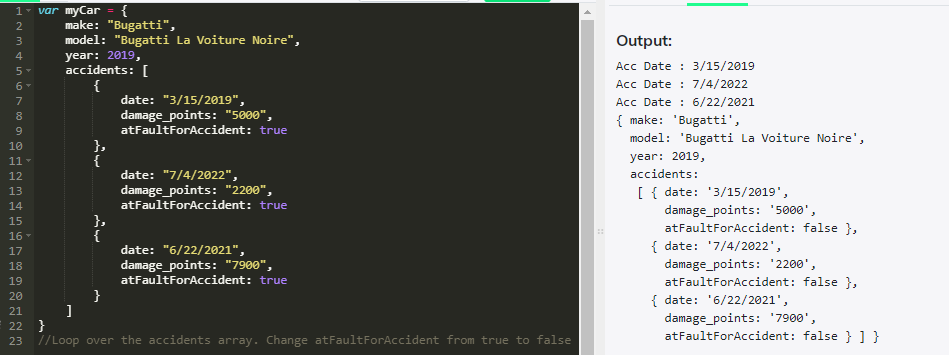 1 var myCar = {
2 make: "Bugatti",
3 model: "Bugatti La Voiture Noire",
4 year: 2019,
5 accidents: [
6 {
7 date: "3/15/2019",
8 damage_points: "5000",
9 atFaultForAccident: true
10 },
11 {
12 date: "7/4/2022",
13 damage_points: "2200",
14 atFaultForAccident: true
15 },
16 {
17 date: "6/22/2021",
18 damage_points: "7900",
19 atFaultForAccident: true
20 }
21 ]
22 }
23 //Loop over the accidents array. Change atFaultForAccident from true to false
Output:
Acc Date : 3/15/2019
Acc Date : 7/4/2022
Acc Date : 6/22/2021
{ make: 'Bugatti',
model: 'Bugatti La Voiture Noire',
year: 2019,
accidents:
[ { date: '3/15/2019',
damage_points: '5000',
atFaultForAccident: false },
{ date: '7/4/2022',
damage_points: '2200',
atFaultForAccident: false },
{ date: '6/22/2021',
damage_points: '7900',
atFaultForAccident: false } ] }